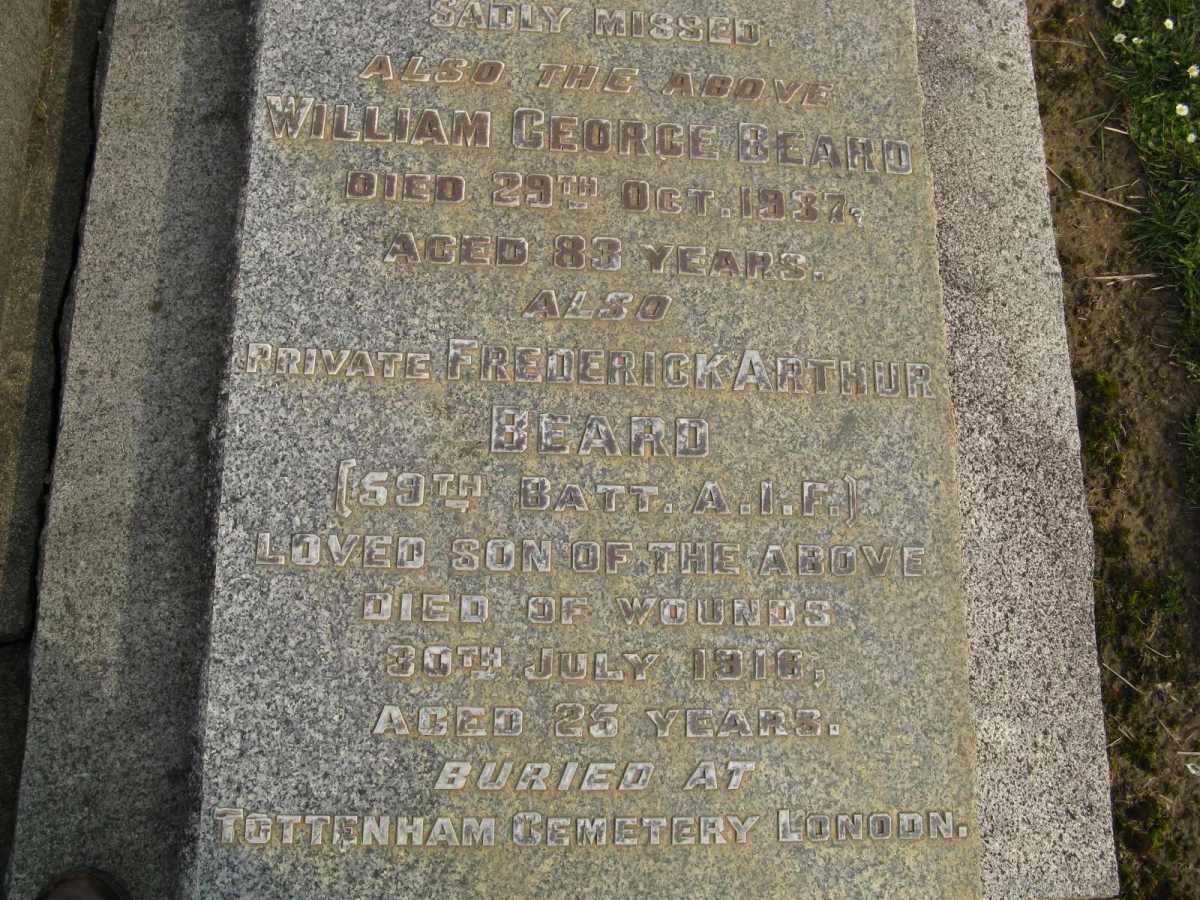 SADLY MISSED.
ALSO THE ABOVE
WILLIAM GEORGE BEARD
DIED 29TH OCT. 1937,
AGED 83 YEARS.
ALSO
PRIVATE FREDERICK ARTHUR
BEARD
(59TH BATT. A.I.F.)
LOVED SON OF THE ABOVE
DIED OF WOUNDS
30TH JULY 1916,
AGED 25 YEARS.
BURIED AT
TOTTENHAM CEMETERY LONODN.